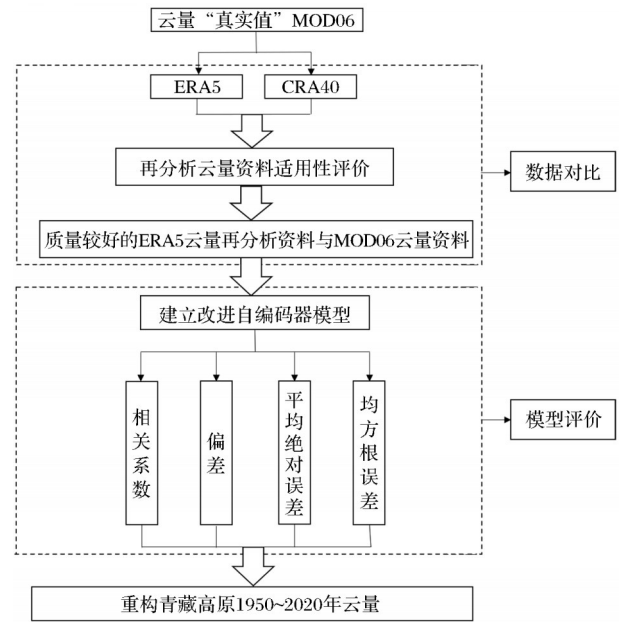 云量“真实值”MOD06
ERA5
CRA40
再分析云量资料适用性评价
数据对比
质量较好的ERA5云量再分析资料与MOD06云量资料
建立改进自编码器模型
相关系数
偏差
平均绝对误差
均方根误差
模型评价
重构青藏高原1950~2020年云量